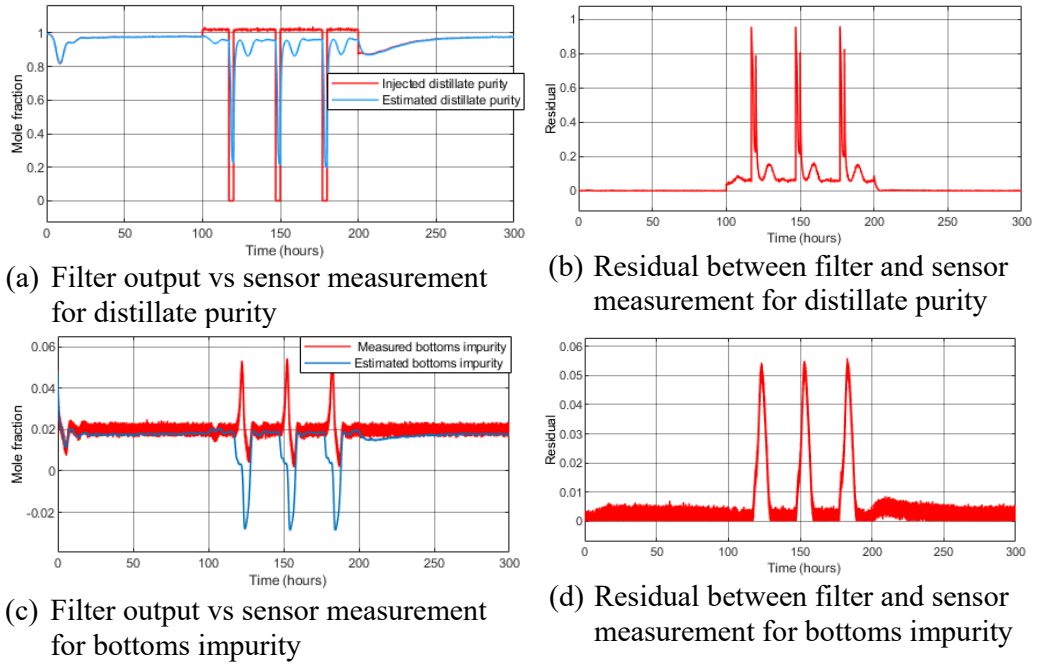 Mole fraction
1
0.8
0.6
0.4
0.2
0
0 50 100 150 200 250 300
Time (hours)
Injected distillate purity
Estimated distillate purity
(a) Filter output vs sensor measurement
for distillate purity
Residual
1
0.8
0.6
0.4
0.2
0
0 50 100 150 200 250 300
Time (hours)
(b) Residual between filter and sensor
measurement for distillate purity
Mole fraction
0.06
0.04
0.02
0
-0.02
0 50 100 150 200 250 300
Time (hours)
Measured bottoms impurity
Estimated bottoms impurity
(c) Filter output vs sensor measurement
for bottoms impurity
Residual
0.06
0.05
0.04
0.03
0.02
0.01
0
0 50 100 150 200 250 300
Time (hours)
(d) Residual between filter and sensor
measurement for bottoms impurity